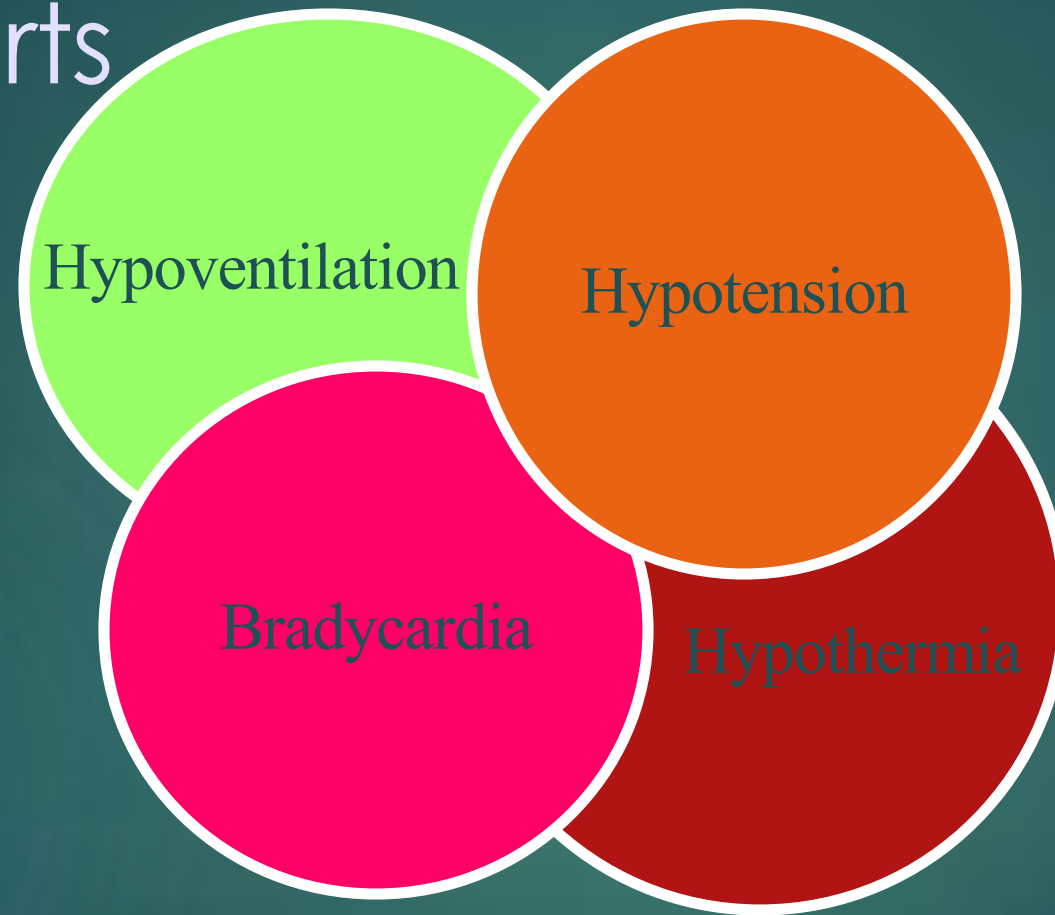 rts
Hypoventilation
Hypotension
Bradycardia
Hypothermia